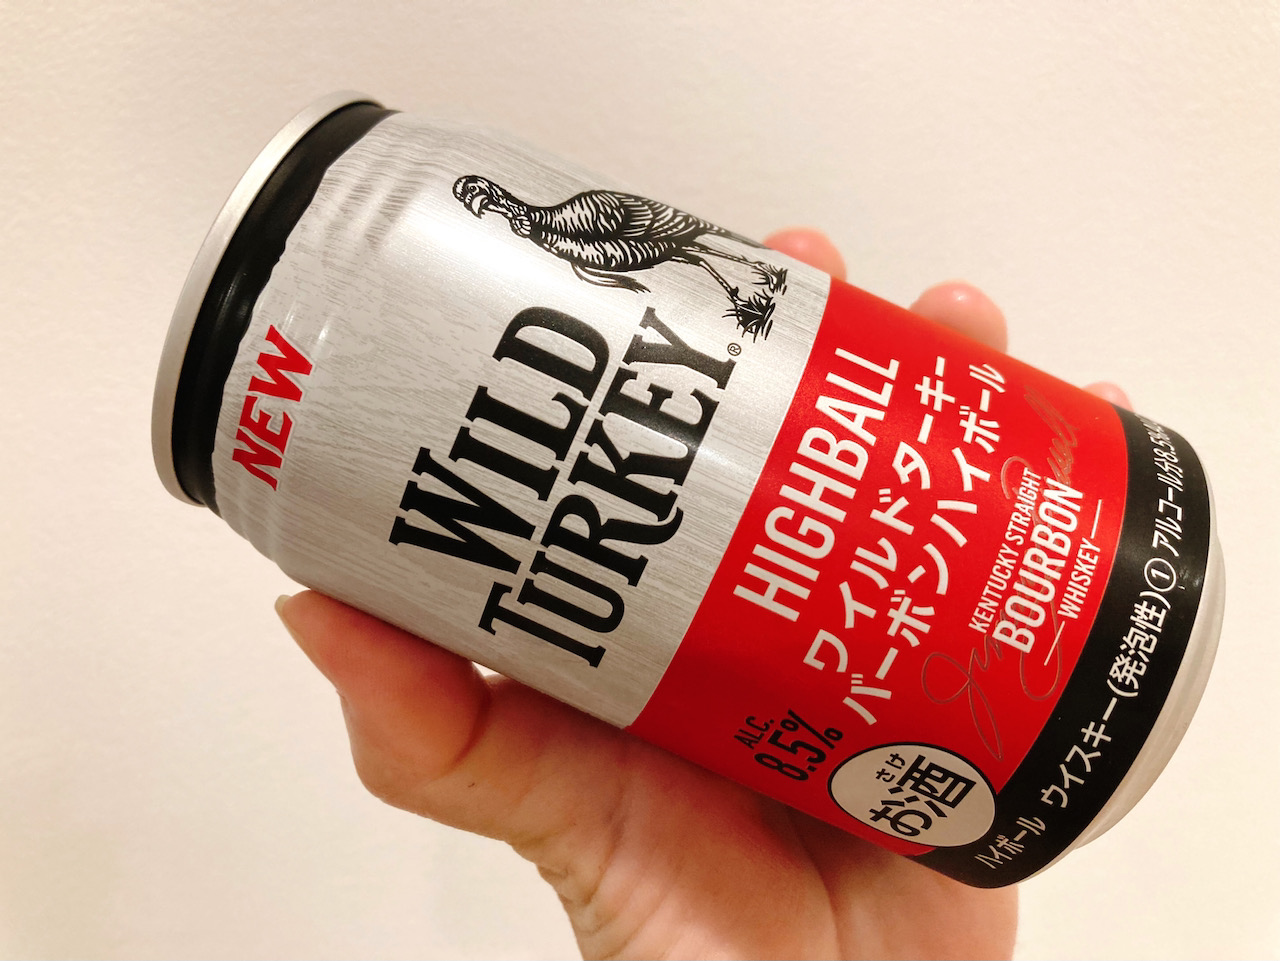 NEW
WILD
TURKEY®
HIGHBALL
ワイルドターキー
バーボンハイボール
KENTUCKY STRAIGHT
BOURBON
WHISKEY
ALC.
8.5%
さけ
お酒
ハイボール ウイスキー(発泡性)① アルコール分8.5%